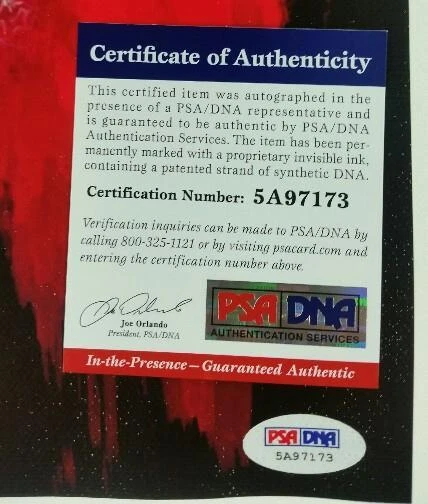 Certificate of Authenticity
This certified item was autographed in the
presence of a PSA/DNA representative and
is guaranteed to be authentic by PSA/DNA
Authentication Services. The item has been per-
manently marked with a proprietary invisible ink,
containing a patented strand of synthetic DNA.
Certification Number: 5A97173
Verification inquiries can be made to PSA/DNA by
calling 800-325-1121 or by visiting psacard.com and
entering the certification number above.
Joe Orlando
President, PSA/DNA
PSA DNA
AUTHENTICATION SERVICES
In-the-Presence – Guaranteed Authentic
PSA DNA
5A97173